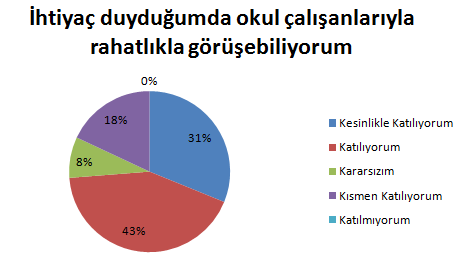 İhtiyaç duyduğumda okul çalışanlarıyla
rahatlıkla görüşebiliyorum
0%
18%
31%
8%
43%
Kesinlikle Katılıyorum
Katılıyorum
Kararsızım
Kısmen Katılıyorum
Katılmıyorum